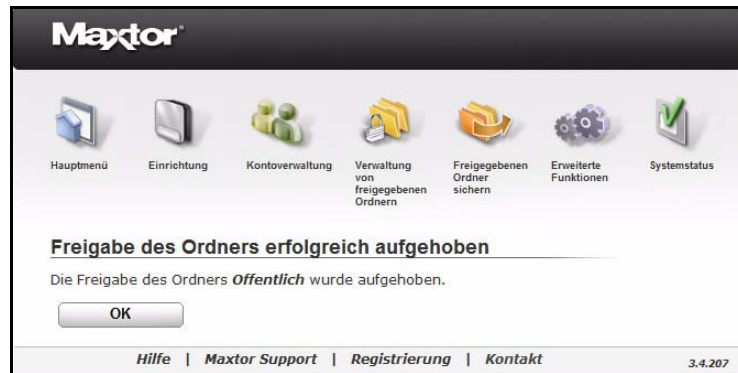 Maxtor
Hauptmenü
Einrichtung
Kontoverwaltung
Verwaltung
von
freigegebenen
Ordnern
Freigegebenen
Ordner
sichern
Erweiterte
Funktionen
Systemstatus
Freigabe des Ordners erfolgreich aufgehoben
Die Freigabe des Ordners Offentlich wurde aufgehoben.
OK
Hilfe | Maxtor Support | Registrierung | Kontakt
3.4.207